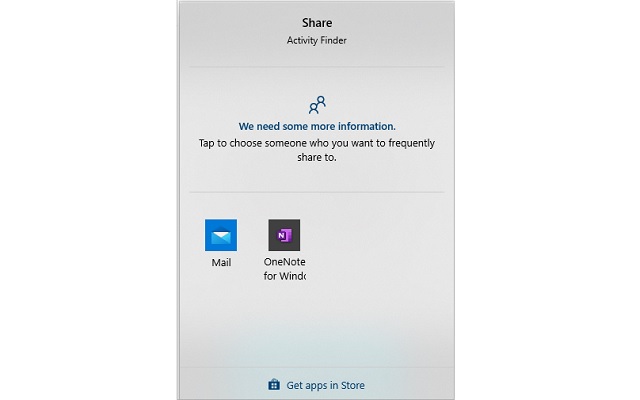 Share
Activity Finder
We need some more information.
Tap to choose someone who you want to frequently
share to.
Mail
OneNote
for Windo
Get apps in Store